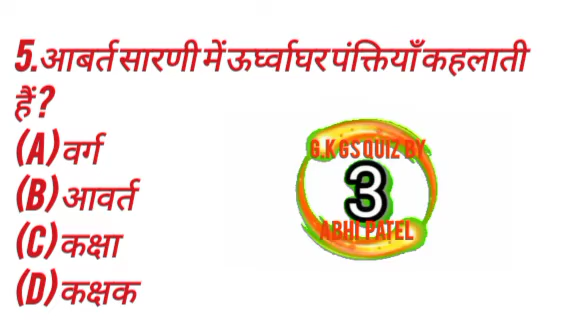 5.आबर्त सारणी में ऊर्घ्वाघर पंक्तियाँ कहलाती
हैं?
(A) वर्ग
(B) आवर्त
(C) कक्षा
(D) कक्षक
G.K GS QUIZ BY
3
ABHI PATEL